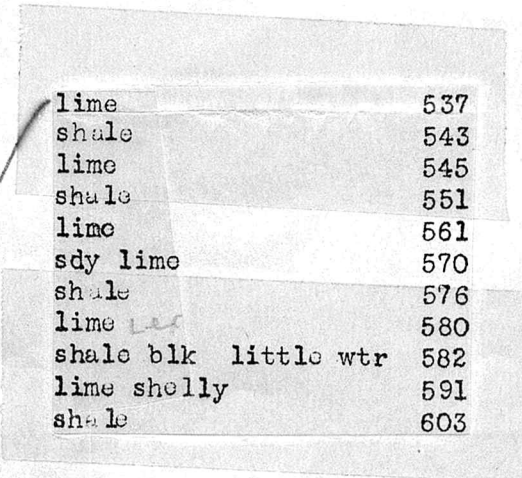 lime 537
shale 543
lime 545
shale 551
lime 561
sdy lime 570
shale 576
lime 580
shale blk little wtr 582
lime shelly 591
shale 603